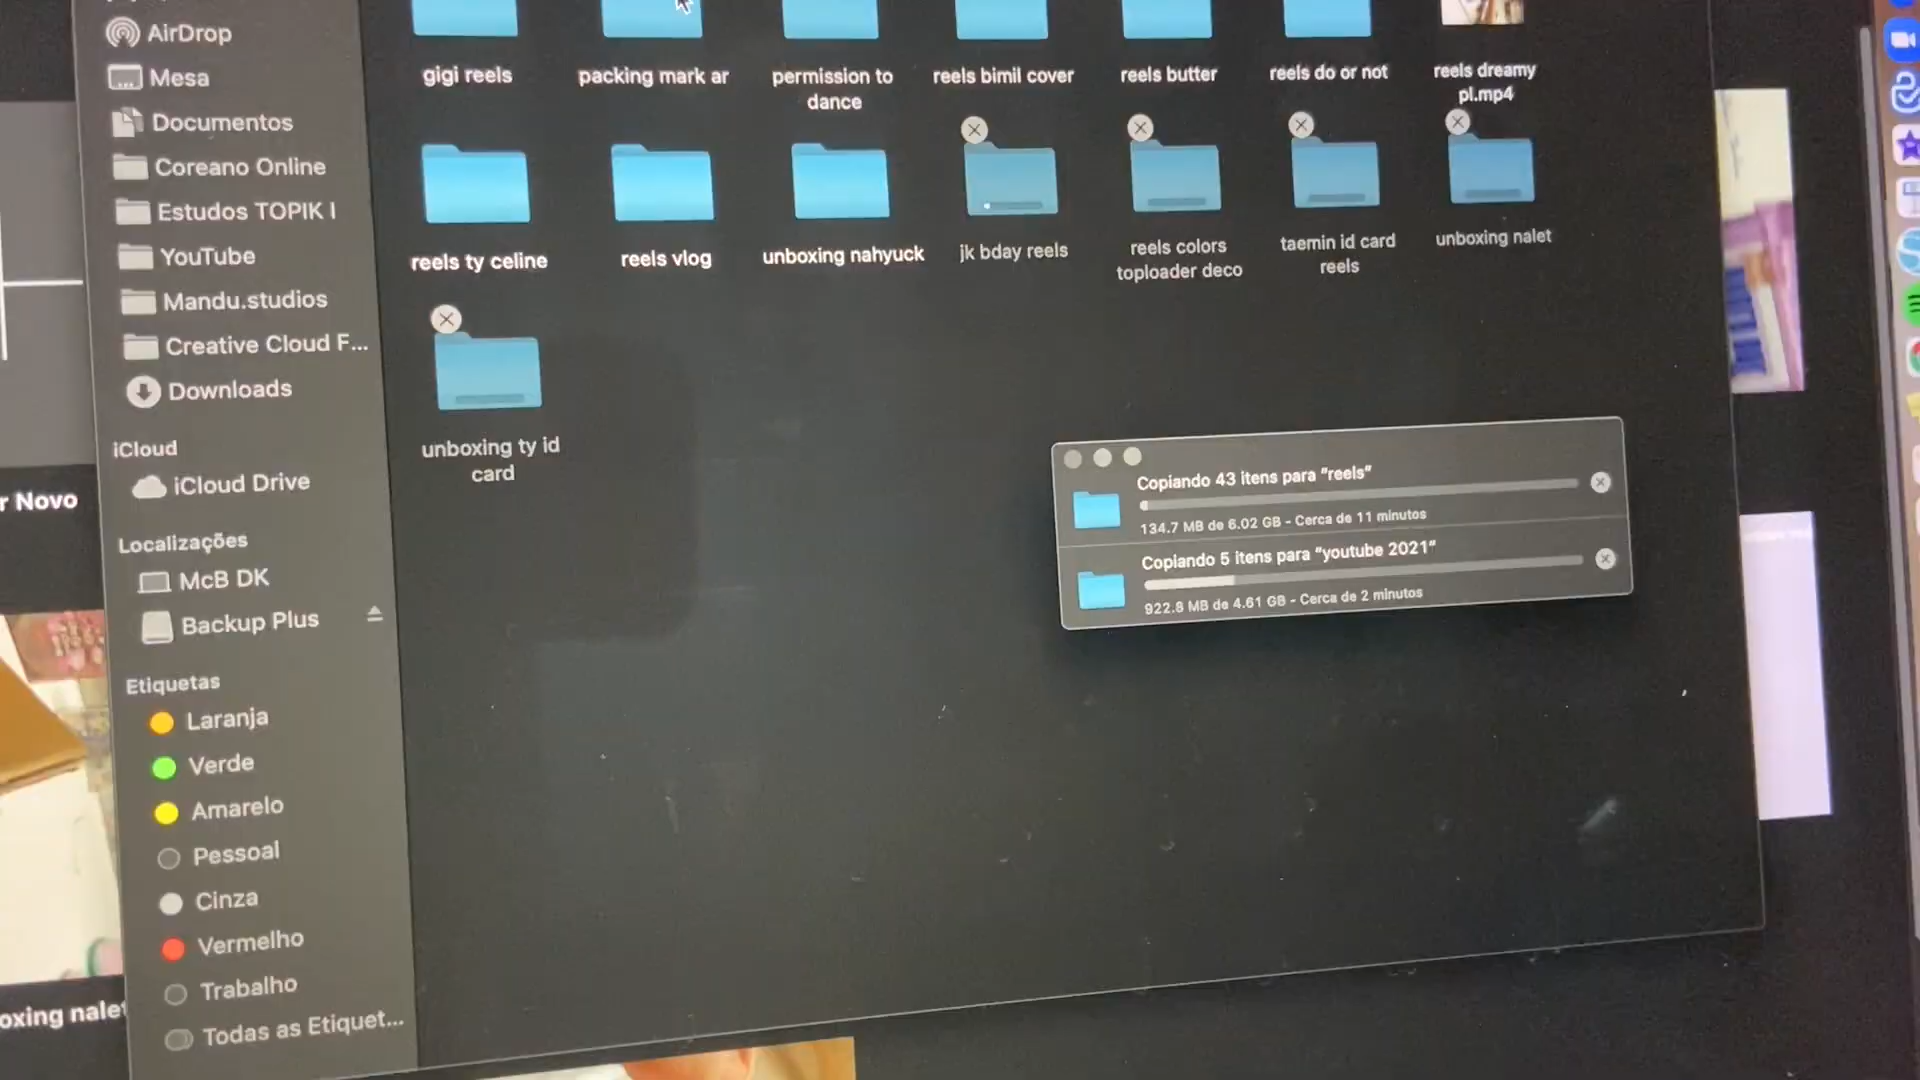 AirDrop
Mesa
Documentos
Coreano Online
Estudos TOPIK I
YouTube
Mandu.studios
Creative Cloud F...
Downloads
iCloud
iCloud Drive
Localizações
McB DK
Backup Plus
Etiquetas
Laranja
Verde
Amarelo
Pessoal
Cinza
Vermelho
Trabalho
Todas as Etiquet...
gigi reels
packing mark ar
permission to
dance
reels bimil cover
reels butter
reels do or not
reels dreamy
pl.mp4
reels ty celine
reels vlog
unboxing nahyuck
jk bday reels
reels colors
toploader deco
taemin id card
reels
unboxing nalet
unboxing ty id
card
Copiando 43 itens para “reels”
134.7 MB de 6.02 GB - Cerca de 11 minutos
Copiando 5 itens para “youtube 2021”
922.8 MB de 4.61 GB - Cerca de 2 minutos
r Novo
oxing nalet